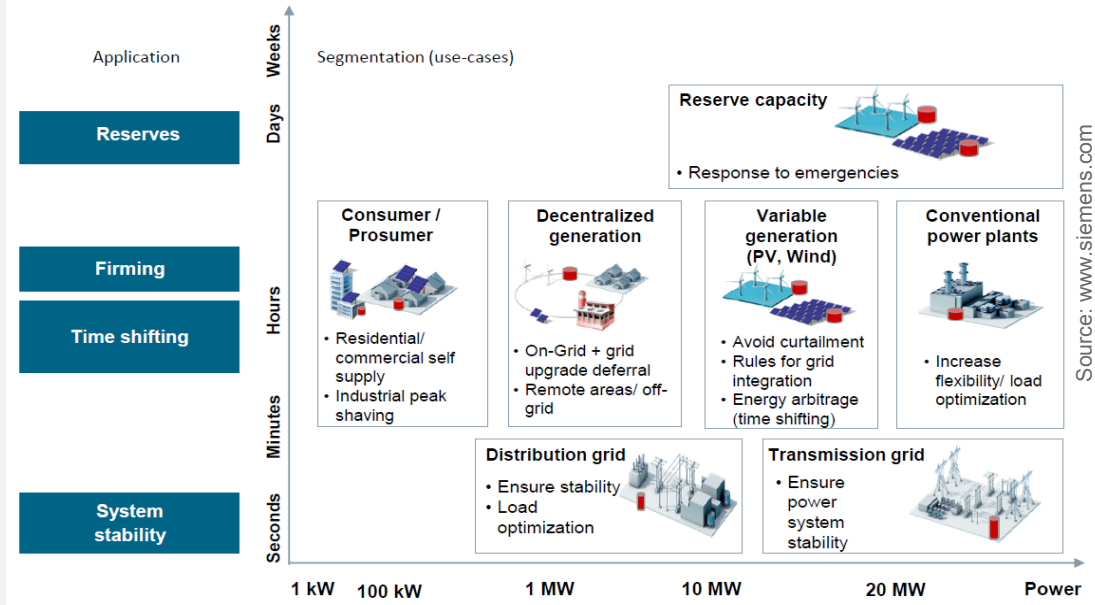 Application
Segmentation (use-cases)
Reserves
Firming
Time shifting
System
stability
Weeks
Days
Hours
Minutes
Seconds
Reserve capacity
• Response to emergencies
Consumer /
Prosumer
• Residential/
commercial self
supply
• Industrial peak
shaving
Decentralized
generation
• On-Grid + grid
upgrade deferral
• Remote areas/ off-
grid
Variable
generation
(PV, Wind)
• Avoid curtailment
• Rules for grid
integration
• Energy arbitrage
(time shifting)
Conventional
power plants
• Increase
flexibility/ load
optimization
Distribution grid
• Ensure stability
• Load
optimization
Transmission grid
• Ensure
power
system
stability
1 kW
100 kW
1 MW
10 MW
20 MW
Power
Source: www.siemens.com